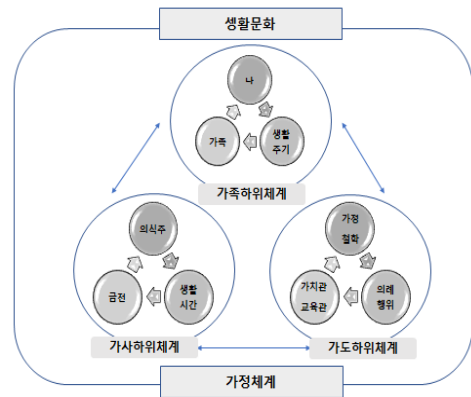 생활문화
나
가족
생활
주기
가족하위체계
의식주
금전
생활
시간
가사하위체계
가정
철학
가치관
교육관
의례
행위
가도하위체계
가정체계